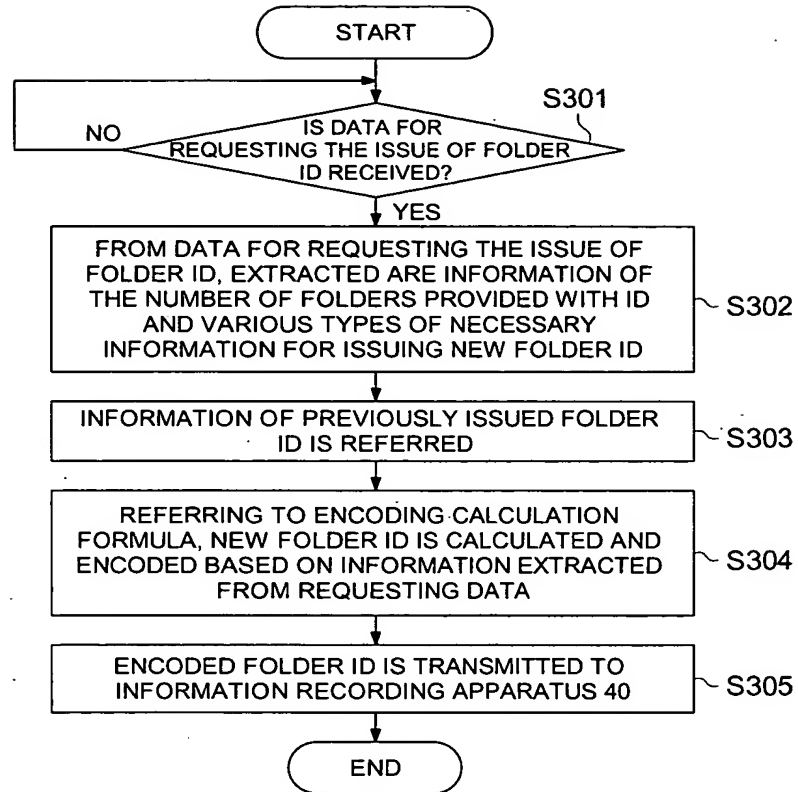 START
S301
IS DATA FOR
REQUESTING THE ISSUE OF FOLDER
ID RECEIVED?
NO
YES
FROM DATA FOR REQUESTING THE ISSUE OF
FOLDER ID, EXTRACTED ARE INFORMATION OF
THE NUMBER OF FOLDERS PROVIDED WITH ID
AND VARIOUS TYPES OF NECESSARY
INFORMATION FOR ISSUING NEW FOLDER ID
S302
INFORMATION OF PREVIOUSLY ISSUED FOLDER
ID IS REFERRED
S303
REFERRING TO ENCODING CALCULATION
FORMULA, NEW FOLDER ID IS CALCULATED AND
ENCODED BASED ON INFORMATION EXTRACTED
FROM REQUESTING DATA
S304
ENCODED FOLDER ID IS TRANSMITTED TO
INFORMATION RECORDING APPARATUS 40
S305
END